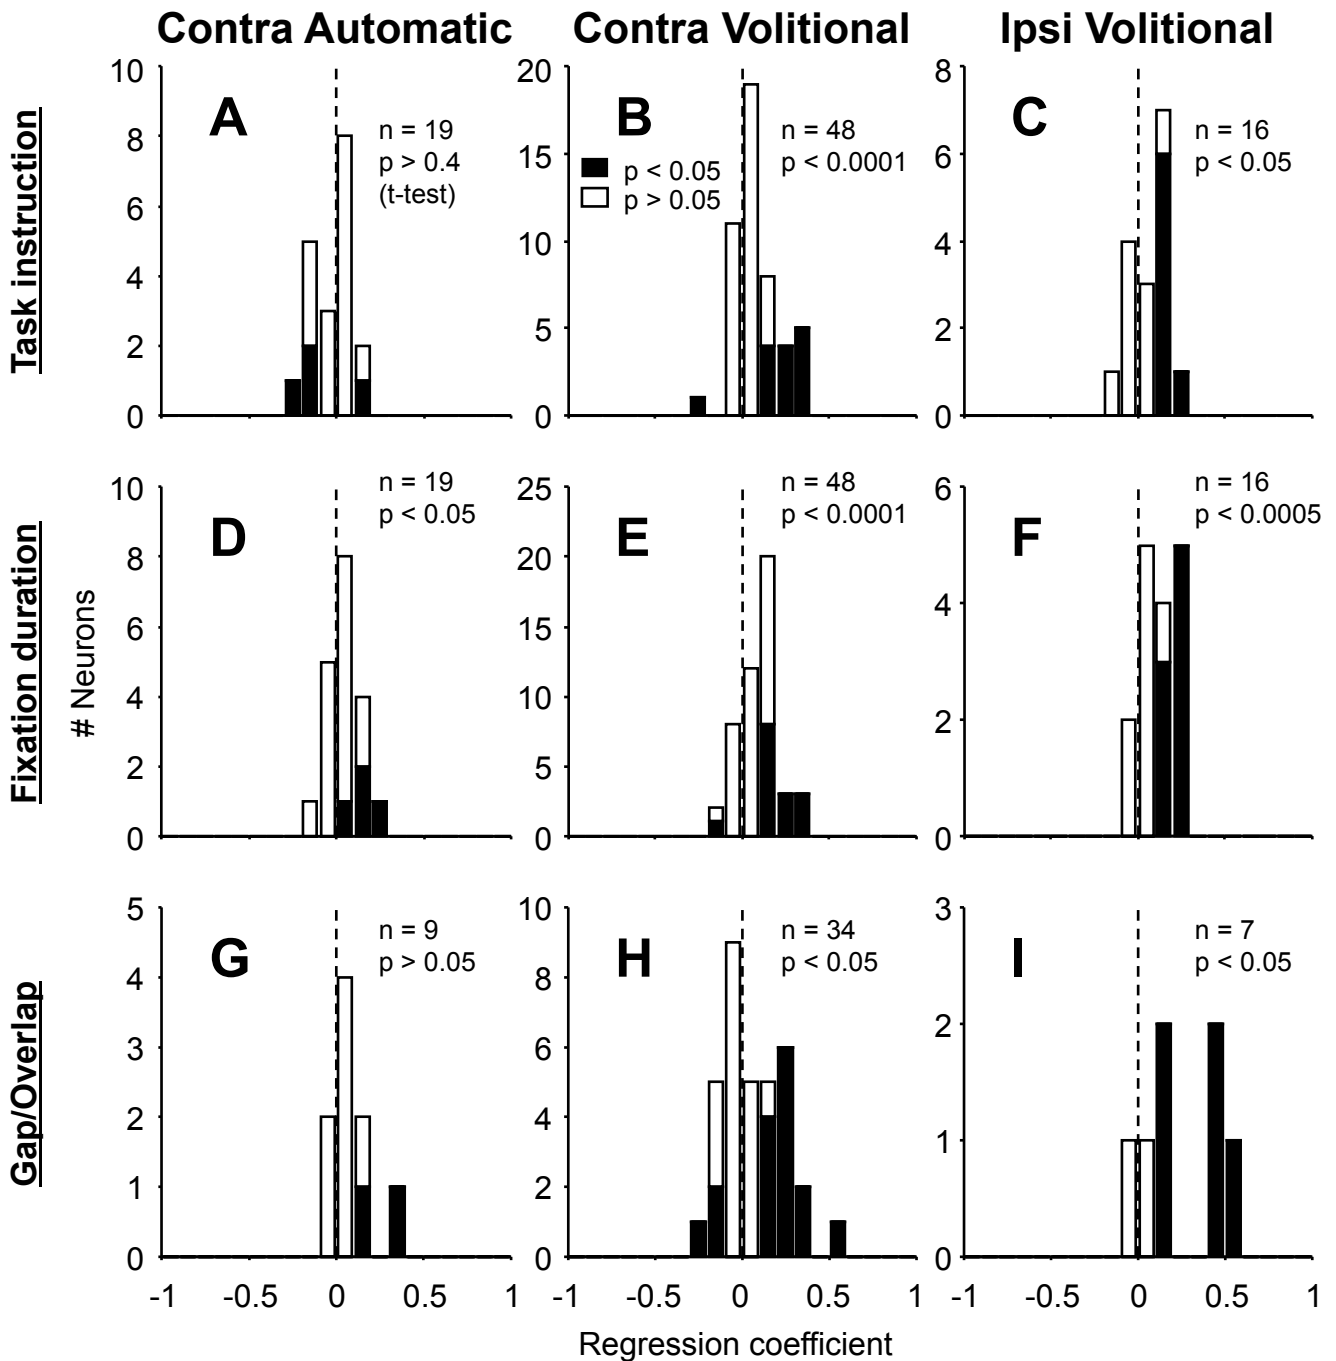 Contra Automatic
Contra Volitional
Ipsi Volitional
Task instruction
10
8
6
4
2
0
A
n = 19
p > 0.4
(t-test)
20
15
10
5
0
B
p < 0.05
p > 0.05
n = 48
p < 0.0001
8
6
4
2
0
C
n = 16
p < 0.05
Fixation duration
# Neurons
10
8
6
4
2
0
D
n = 19
p < 0.05
25
20
15
10
5
0
E
n = 48
p < 0.0001
6
4
2
0
F
n = 16
p < 0.0005
Gap/Overlap
5
4
3
2
1
0
G
n = 9
p > 0.05
10
8
6
4
2
0
H
n = 34
p < 0.05
3
2
1
0
I
n = 7
p < 0.05
-1 -0.5 0 0.5 1
-1 -0.5 0 0.5 1
-1 -0.5 0 0.5 1
Regression coefficient